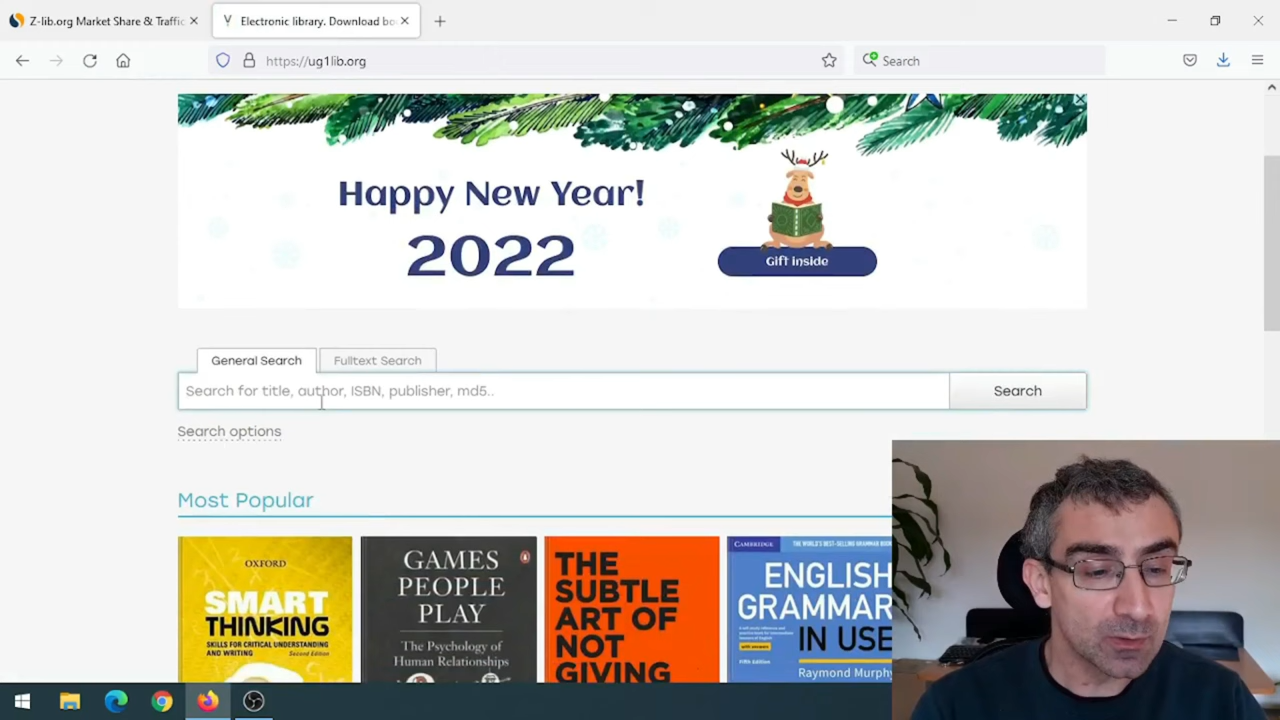 Z-lib.org Market Share & Traffic
Electronic library. Download bo
https://ug1lib.org
Search
Happy New Year!
2022
Gift inside
General Search
Fulltext Search
Search for title, author, ISBN, publisher, md5..
Search
Search options
Most Popular
OXFORD
SMART
THINKING
SKILLS FOR CRITICAL UNDERSTANDING
AND WRITING
Second Edition
GAMES
PEOPLE
PLAY
The Psychology of
Human Relationships
THE
SUBTLE
ART OF
NOT
GIVING
CAMBRIDGE
THE WORLD'S BEST-SELLING GRAMMAR BOOK
ENGLISH
GRAMMAR
IN USE
with answers
Fifth Edition
Raymond Murphy